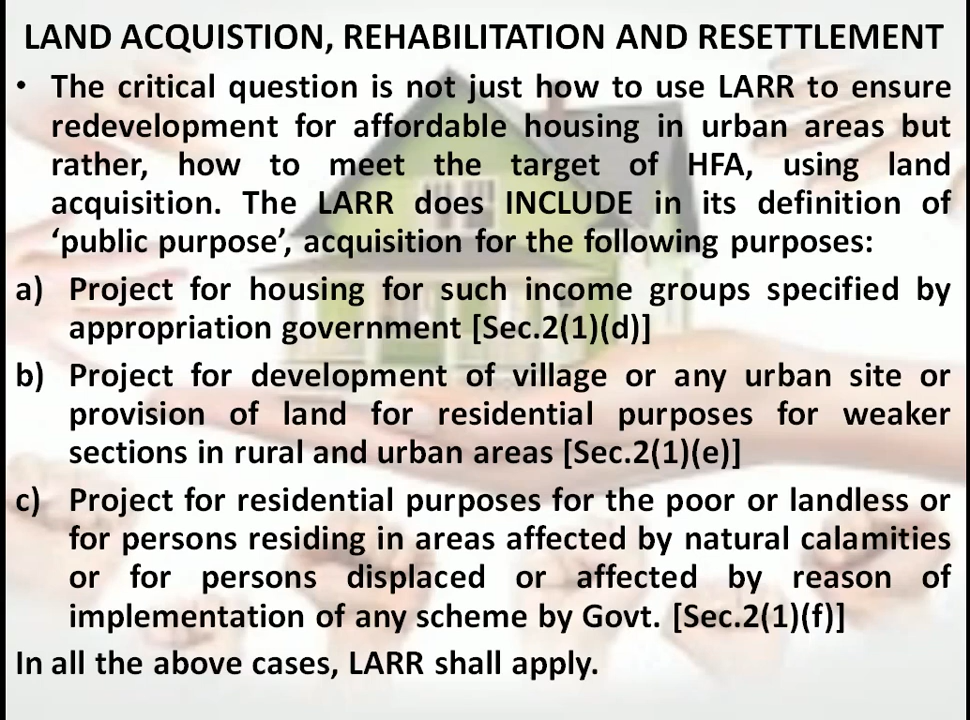 LAND ACQUISTION, REHABILITATION AND RESETTLEMENT
• The critical question is not just how to use LARR to ensure
redevelopment for affordable housing in urban areas but
rather, how to meet the target of HFA, using land
acquisition. The LARR does INCLUDE in its definition of
‘public purpose’, acquisition for the following purposes:
a) Project for housing for such income groups specified by
appropriation government [Sec.2(1)(d)]
b) Project for development of village or any urban site or
provision of land for residential purposes for weaker
sections in rural and urban areas [Sec.2(1)(e)]
c) Project for residential purposes for the poor or landless or
for persons residing in areas affected by natural calamities
or for persons displaced or affected by reason of
implementation of any scheme by Govt. [Sec.2(1)(f)]
In all the above cases, LARR shall apply.